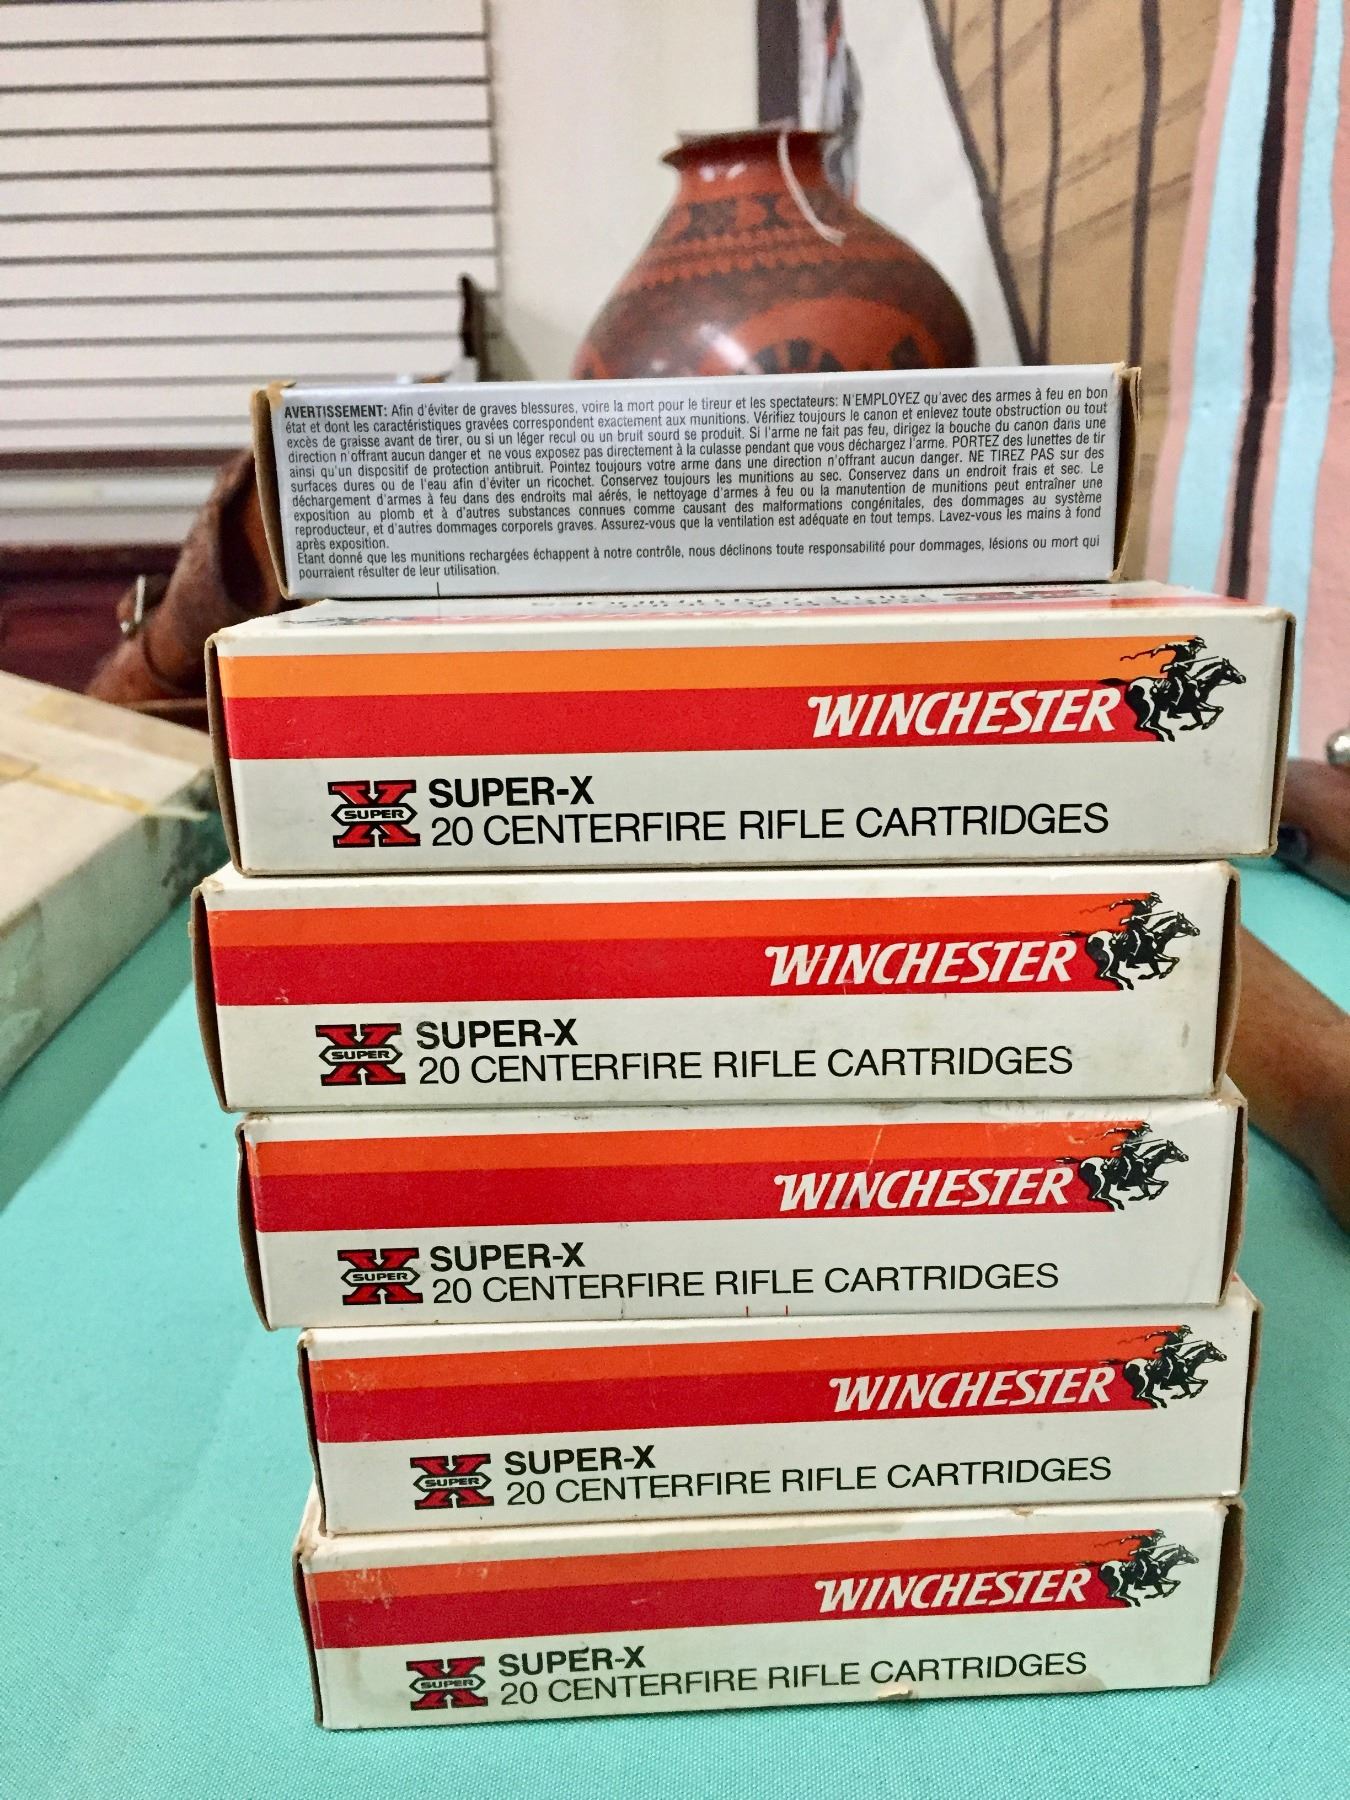 AVERTISSEMENT: Afin d'éviter de graves blessures, voire la mort pour le tireur et les spectateurs: N'EMPLOYEZ qu'avec des armes à feu en bon
état et dont les caractéristiques gravées correspondent exactement aux munitions. Vérifiez toujours le canon et enlevez toute obstruction ou tout
excès de graisse avant de tirer, ou si un léger recul ou un bruit sourd se produit. Si l'arme ne fait pas feu, dirigez la bouche du canon dans une
direction n'offrant aucun danger et ne vous exposez pas directement à la culasse pendant que vous déchargez l'arme. PORTEZ des lunettes de tir
ainsi qu'un dispositif de protection antibruit. Pointez toujours votre arme dans une direction n'offrant aucun danger. NE TIREZ PAS sur des
surfaces dures ou de l'eau afin d'éviter un ricochet. Conservez toujours les munitions au sec. Conservez dans un endroit frais et sec. Le
déchargement d'armes à feu dans des endroits mal aérés, le nettoyage d'armes à feu ou la manutention de munitions peut entraîner une
exposition au plomb et à d'autres substances connues comme causant des malformations congénitales, des dommages au système
reproducteur, et d'autres dommages corporels graves. Assurez-vous que la ventilation est adéquate en tout temps. Lavez-vous les mains à fond
après exposition.
Etant donné que les munitions rechargées échappent à notre contrôle, nous déclinons toute responsabilité pour dommages, lésions ou mort qui
pourraient résulter de leur utilisation.
WINCHESTER
X SUPER SUPER-X
20 CENTERFIRE RIFLE CARTRIDGES
WINCHESTER
X SUPER SUPER-X
20 CENTERFIRE RIFLE CARTRIDGES
WINCHESTER
X SUPER SUPER-X
20 CENTERFIRE RIFLE CARTRIDGES
WINCHESTER
X SUPER SUPER-X
20 CENTERFIRE RIFLE CARTRIDGES
WINCHESTER
X SUPER SUPER-X
20 CENTERFIRE RIFLE CARTRIDGES